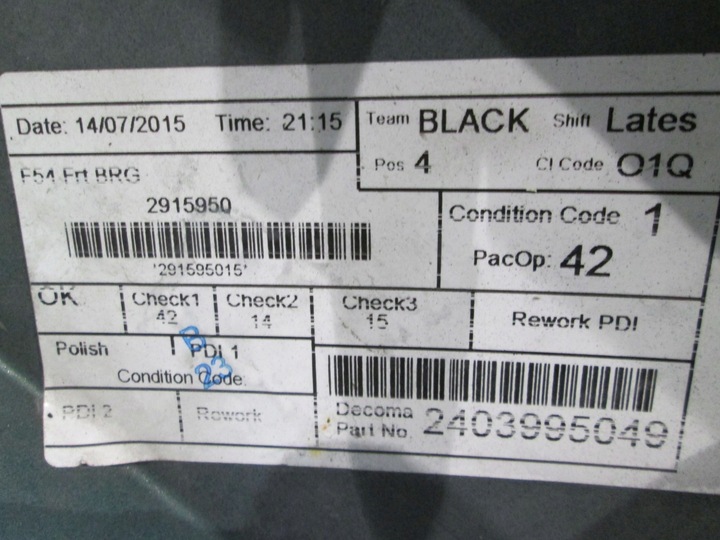 Date: 14/07/2015 Time: 21:15
Team BLACK Shift Lates
Pos 4 Cl Code O1Q
F54 Frt BRG
2915950
'291595015'
Condition Code 1
PacOp: 42
OK Check1 Check2 Check3 Rework PDI
42 14 15
Polish PDI 1
Condition Code
B
23
PDI 2 Rework
Decoma
Part No 2403995049